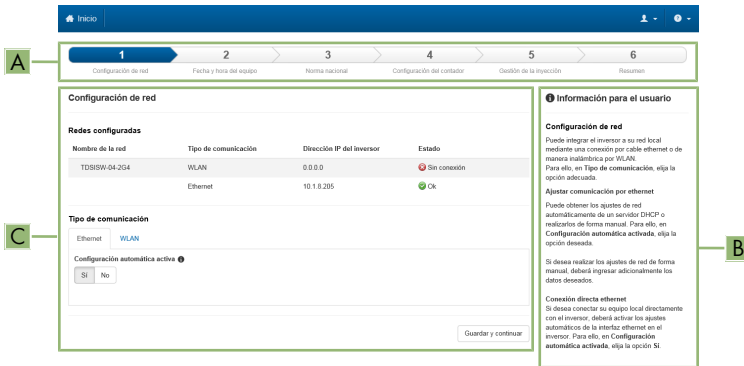 Inicio
A
1 2 3 4 5 6
Configuración de red Fecha y hora del equipo Norma nacional Configuración del contador Gestión de la inyección Resumen
Configuración de red
Redes configuradas
Nombre de la red Tipo de comunicación Dirección IP del inversor Estado
TDSISW-04-2G4 WLAN 0.0.0.0 Sin conexión
Ethernet 10.1.8.205 Ok
Tipo de comunicación
C
Ethernet WLAN
Configuración automática activa
Sí No
Guardar y continuar
Información para el usuario
Configuración de red
Puede integrar el inversor a su red local
mediante una conexión por cable ethernet o de
manera inalámbrica por WLAN.
Para ello, en Tipo de comunicación, elija la
opción adecuada.
Ajustar comunicación por ethernet
Puede obtener los ajustes de red
automáticamente de un servidor DHCP o
realizarlos de forma manual. Para ello, en
Configuración automática activada, elija la
opción deseada.
B
Si desea realizar los ajustes de red de forma
manual, deberá ingresar adicionalmente los
datos deseados.
Conexión directa ethernet
Si desea conectar su equipo local directamente
con el inversor, deberá activar los ajustes
automáticos de la interfaz ethernet en el
inversor. Para ello, en Configuración
automática activada, elija la opción Sí.